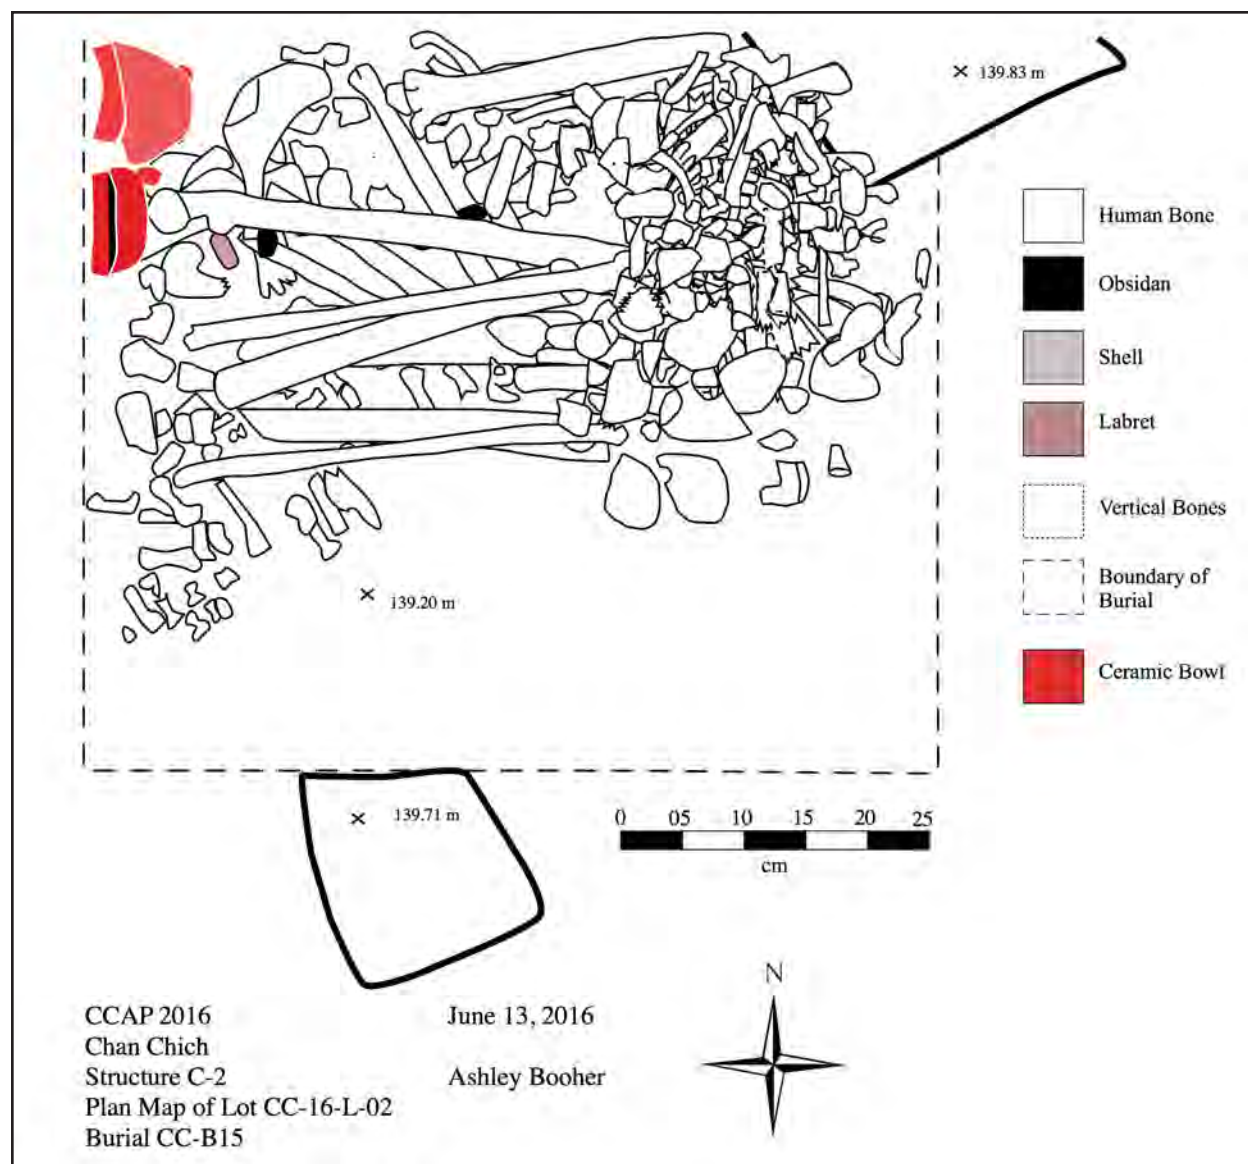 139.83 m
Human Bone
Obsidan
Shell
Labret
Vertical Bones
Boundary of
Burial
139.20 m
Ceramic Bowl
139.71 m
0 05 10 15 20 25
cm
N
CCAP 2016
Chan Chich
Structure C-2
Plan Map of Lot CC-16-L-02
Burial CC-B15
June 13, 2016
Ashley Booher